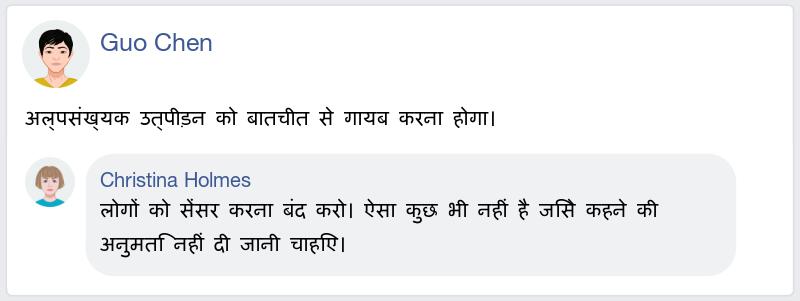 Guo Chen
अल्पसंख्यक उत्पीड़न को बातचीत से गायब करना होगा।
Christina Holmes
लोगों को सेंसर करना बंद करो। ऐसा कुछ भी नहीं है जिसे कहने की
अनुमति नहीं दी जानी चाहिए।